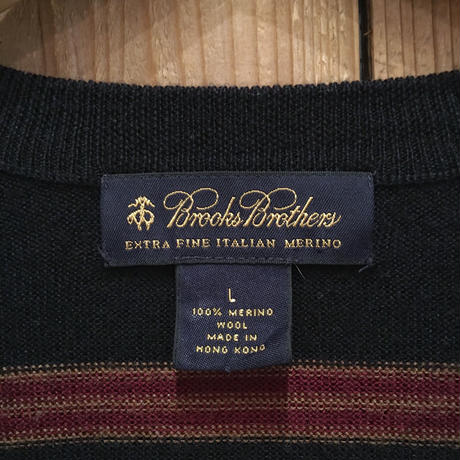 Brooks Brothers
EXTRA FINE ITALIAN MERINO
L
100% MERINO
WOOL
MADE IN
HONG KONG